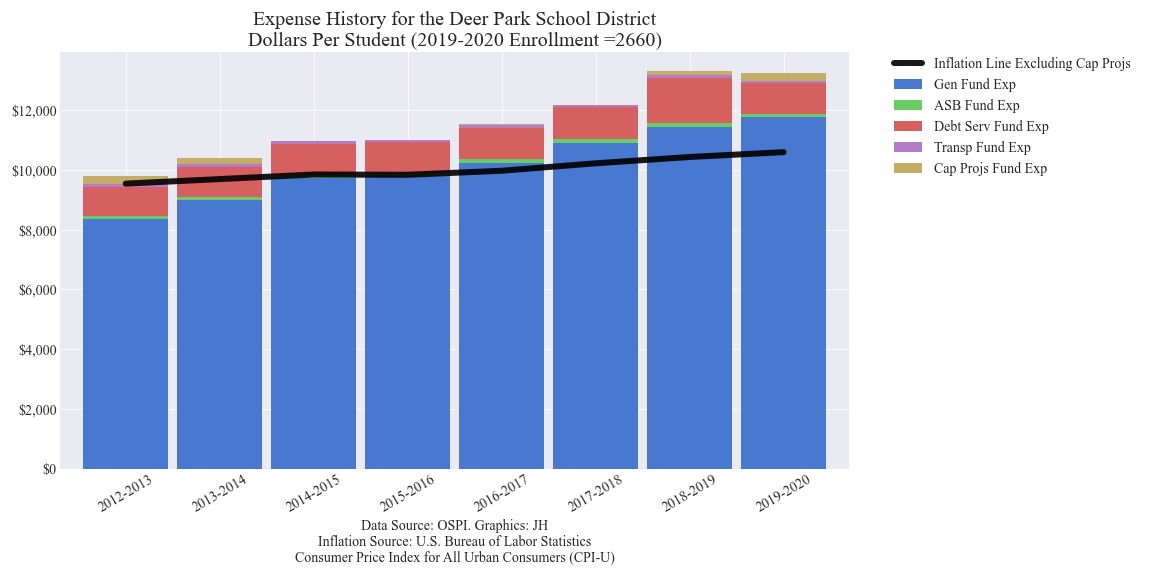 Expense History for the Deer Park School District
Dollars Per Student (2019-2020 Enrollment =2660)
Inflation Line Excluding Cap Projs
Gen Fund Exp
ASB Fund Exp
Debt Serv Fund Exp
Transp Fund Exp
Cap Projs Fund Exp
$12,000
$10,000
$8,000
$6,000
$4,000
$2,000
$0
2012-2013
2013-2014
2014-2015
2015-2016
2016-2017
2017-2018
2018-2019
2019-2020
Data Source: OSPI. Graphics: JH
Inflation Source: U.S. Bureau of Labor Statistics
Consumer Price Index for All Urban Consumers (CPI-U)